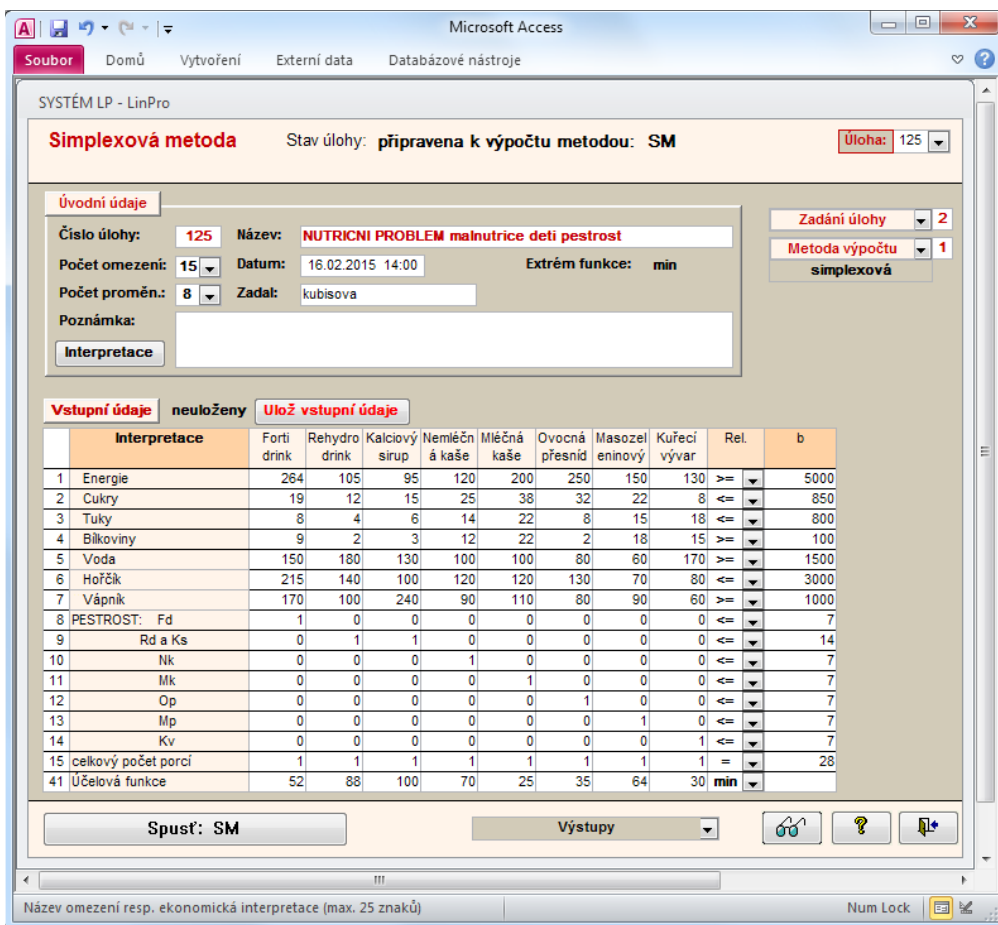 Microsoft Access
Soubor Domů Vytvoření Externí data Databázové nástroje
SYSTÉM LP - LinPro
Simplexová metoda Stav úlohy: připravena k výpočtu metodou: SM Úloha: 125
Úvodní údaje
Zadání úlohy 2
Číslo úlohy: 125 Název: NUTRICNI PROBLEM malnutrice deti pestrost
Metoda výpočtu 1
Počet omezení: 15 Datum: 16.02.2015 14:00 Extrém funkce: min
simplexová
Počet proměn.: 8 Zadal: kubisova
Poznámka:
Interpretace
Vstupní údaje neuloženy Ulož vstupní údaje
Interpretace Forti Rehydro Kalciový Nemléčn Mléčná Ovocná Masozel Kuřecí Rel. b
drink drink sirup á kaše kaše přesníd eninový vývar
1 Energie 264 105 95 120 200 250 150 130 >= 5000
2 Cukry 19 12 15 25 38 32 22 8 <= 850
3 Tuky 8 4 6 14 22 8 15 18 <= 800
4 Bílkoviny 9 2 3 12 22 2 18 15 >= 100
5 Voda 150 180 130 100 100 80 60 170 >= 1500
6 Hořčík 215 140 100 120 120 130 70 80 <= 3000
7 Vápník 170 100 240 90 110 80 90 60 >= 1000
8 PESTROST: Fd 1 0 0 0 0 0 0 0 <= 7
9 Rd a Ks 0 1 1 0 0 0 0 0 <= 14
10 Nk 0 0 0 1 0 0 0 0 <= 7
11 Mk 0 0 0 0 1 0 0 0 <= 7
12 Op 0 0 0 0 0 1 0 0 <= 7
13 Mp 0 0 0 0 0 0 1 0 <= 7
14 Kv 0 0 0 0 0 0 0 1 <= 7
15 celkový počet porcí 1 1 1 1 1 1 1 1 = 28
41 Účelová funkce 52 88 100 70 25 35 64 30 min
Spusť: SM Výstupy
Název omezení resp. ekonomická interpretace (max. 25 znaků) Num Lock